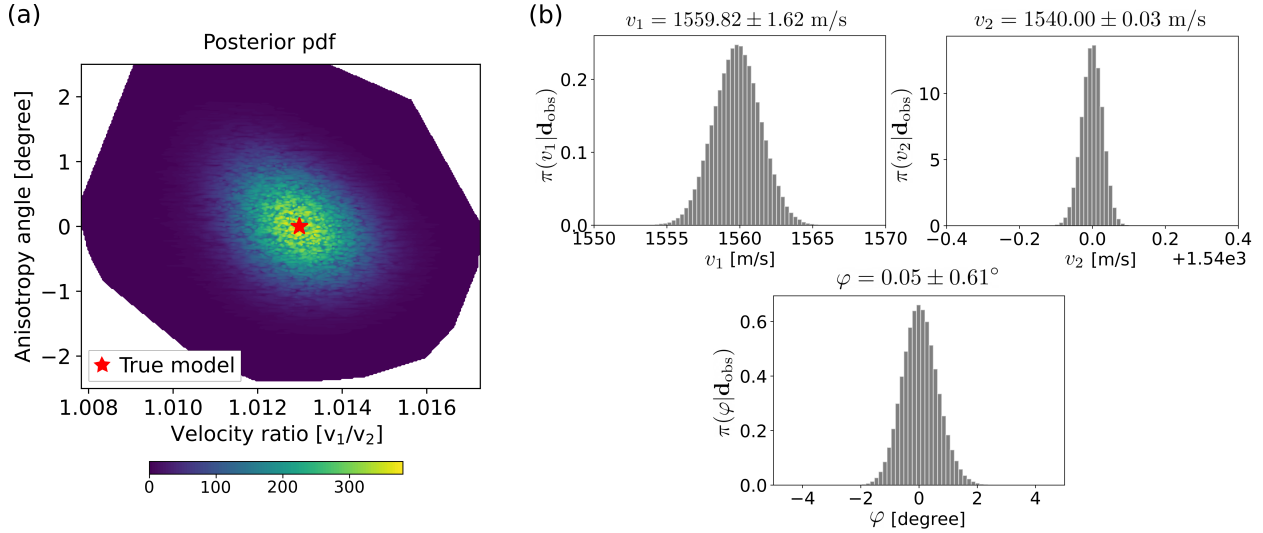 (a)
Posterior pdf
Anisotropy angle [degree]
2
1
0
−1
−2
True model
1.008 1.010 1.012 1.014 1.016
Velocity ratio [v₁/v₂]
0 100 200 300
(b)
v₁ = 1559.82 ± 1.62 m/s
π(v₁|d_obs)
0.2
0.1
0.0
1550 1555 1560 1565 1570
v₁ [m/s]
v₂ = 1540.00 ± 0.03 m/s
π(v₂|d_obs)
10
5
0
−0.4 −0.2 0.0 0.2 0.4
v₂ [m/s]
+1.54e3
φ = 0.05 ± 0.61°
π(φ|d_obs)
0.6
0.4
0.2
0.0
−4 −2 0 2 4
φ [degree]